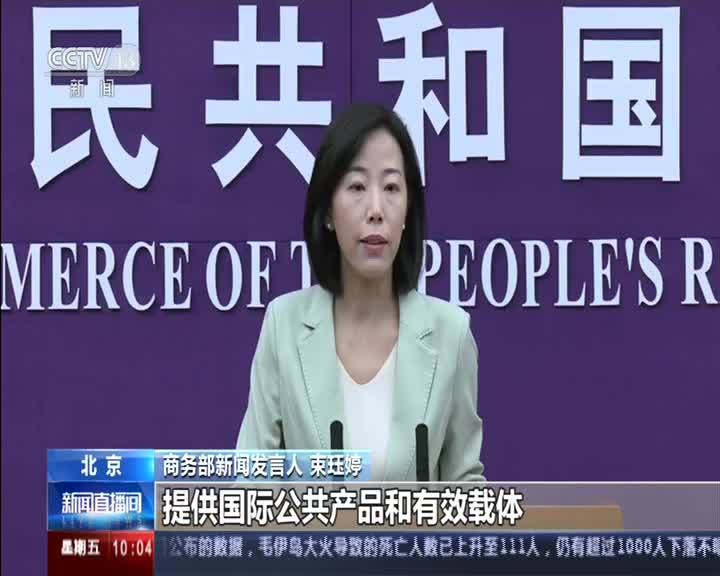 CCTV 13
新闻
民共和国
MERCE OF T PEOPLE'S R
北京
商务部新闻发言人 束珏婷
新闻直播间
提供国际公共产品和有效载体
星期五 10:04
公布的数据，毛伊岛大火导致的死亡人数已上升至111人，仍有超过1000人下落不